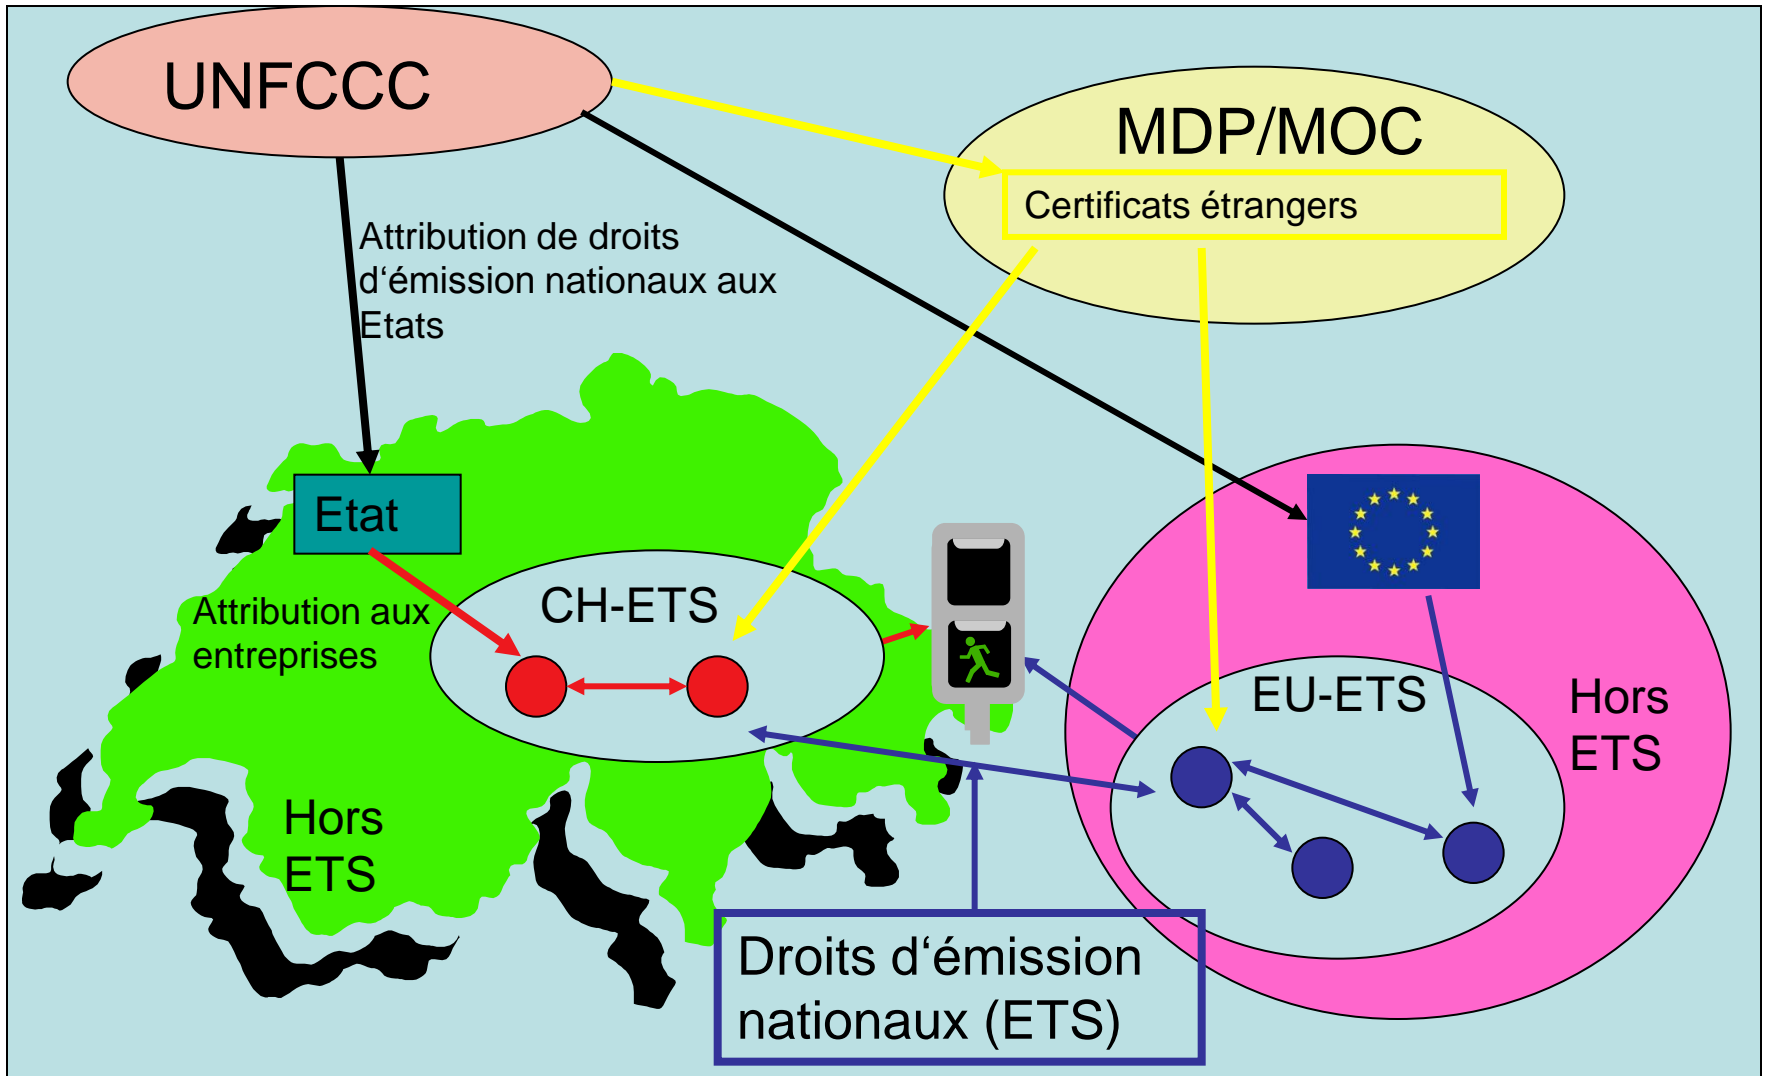 UNFCCC
MDP/MOC
Certificats étrangers
Attribution de droits
d‘émission nationaux aux
Etats
Etat
Attribution aux
entreprises
CH-ETS
EU-ETS
Hors
ETS
Hors
ETS
Droits d‘émission
nationaux (ETS)